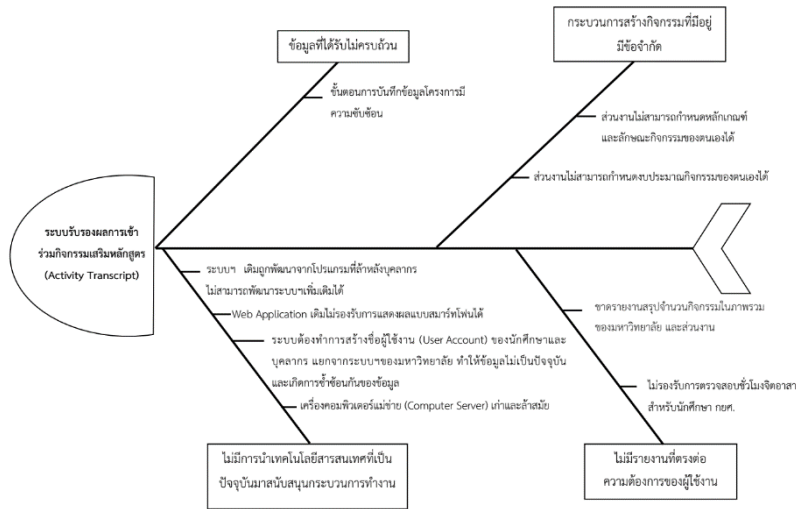 ข้อมูลที่ได้รับไม่ครบถ้วน
กระบวนการสร้างกิจกรรมที่มีอยู่
มีข้อจำกัด
ขั้นตอนการบันทึกข้อมูลโครงการมี
ความซับซ้อน
ส่วนงานไม่สามารถกำหนดหลักเกณฑ์
และลักษณะกิจกรรมของตนเองได้
ส่วนงานไม่สามารถกำหนดงบประมาณกิจกรรมของตนเองได้
ระบบรับรองผลการเข้า
ร่วมกิจกรรมเสริมหลักสูตร
(Activity Transcript)
ระบบฯ เดิมถูกพัฒนาจากโปรแกรมที่ล้าหลังบุคลากร
ไม่สามารถพัฒนาระบบฯเพิ่มเติมได้
Web Application เดิมไม่รองรับการแสดงผลแบบสมาร์ทโฟนได้
ระบบต้องทำการสร้างชื่อผู้ใช้งาน (User Account) ของนักศึกษาและ
บุคลากร แยกจากระบบฯของมหาวิทยาลัย ทำให้ข้อมูลไม่เป็นปัจจุบัน
และเกิดการซ้ำซ้อนกันของข้อมูล
เครื่องคอมพิวเตอร์แม่ข่าย (Computer Server) เก่าและล้าสมัย
ขาดรายงานสรุปจำนวนกิจกรรมในภาพรวม
ของมหาวิทยาลัย และส่วนงาน
ไม่รองรับการตรวจสอบชั่วโมงจิตอาสา
สำหรับนักศึกษา กยศ.
ไม่มีการนำเทคโนโลยีสารสนเทศที่เป็น
ปัจจุบันมาสนับสนุนกระบวนการทำงาน
ไม่มีรายงานที่ตรงต่อ
ความต้องการของผู้ใช้งาน